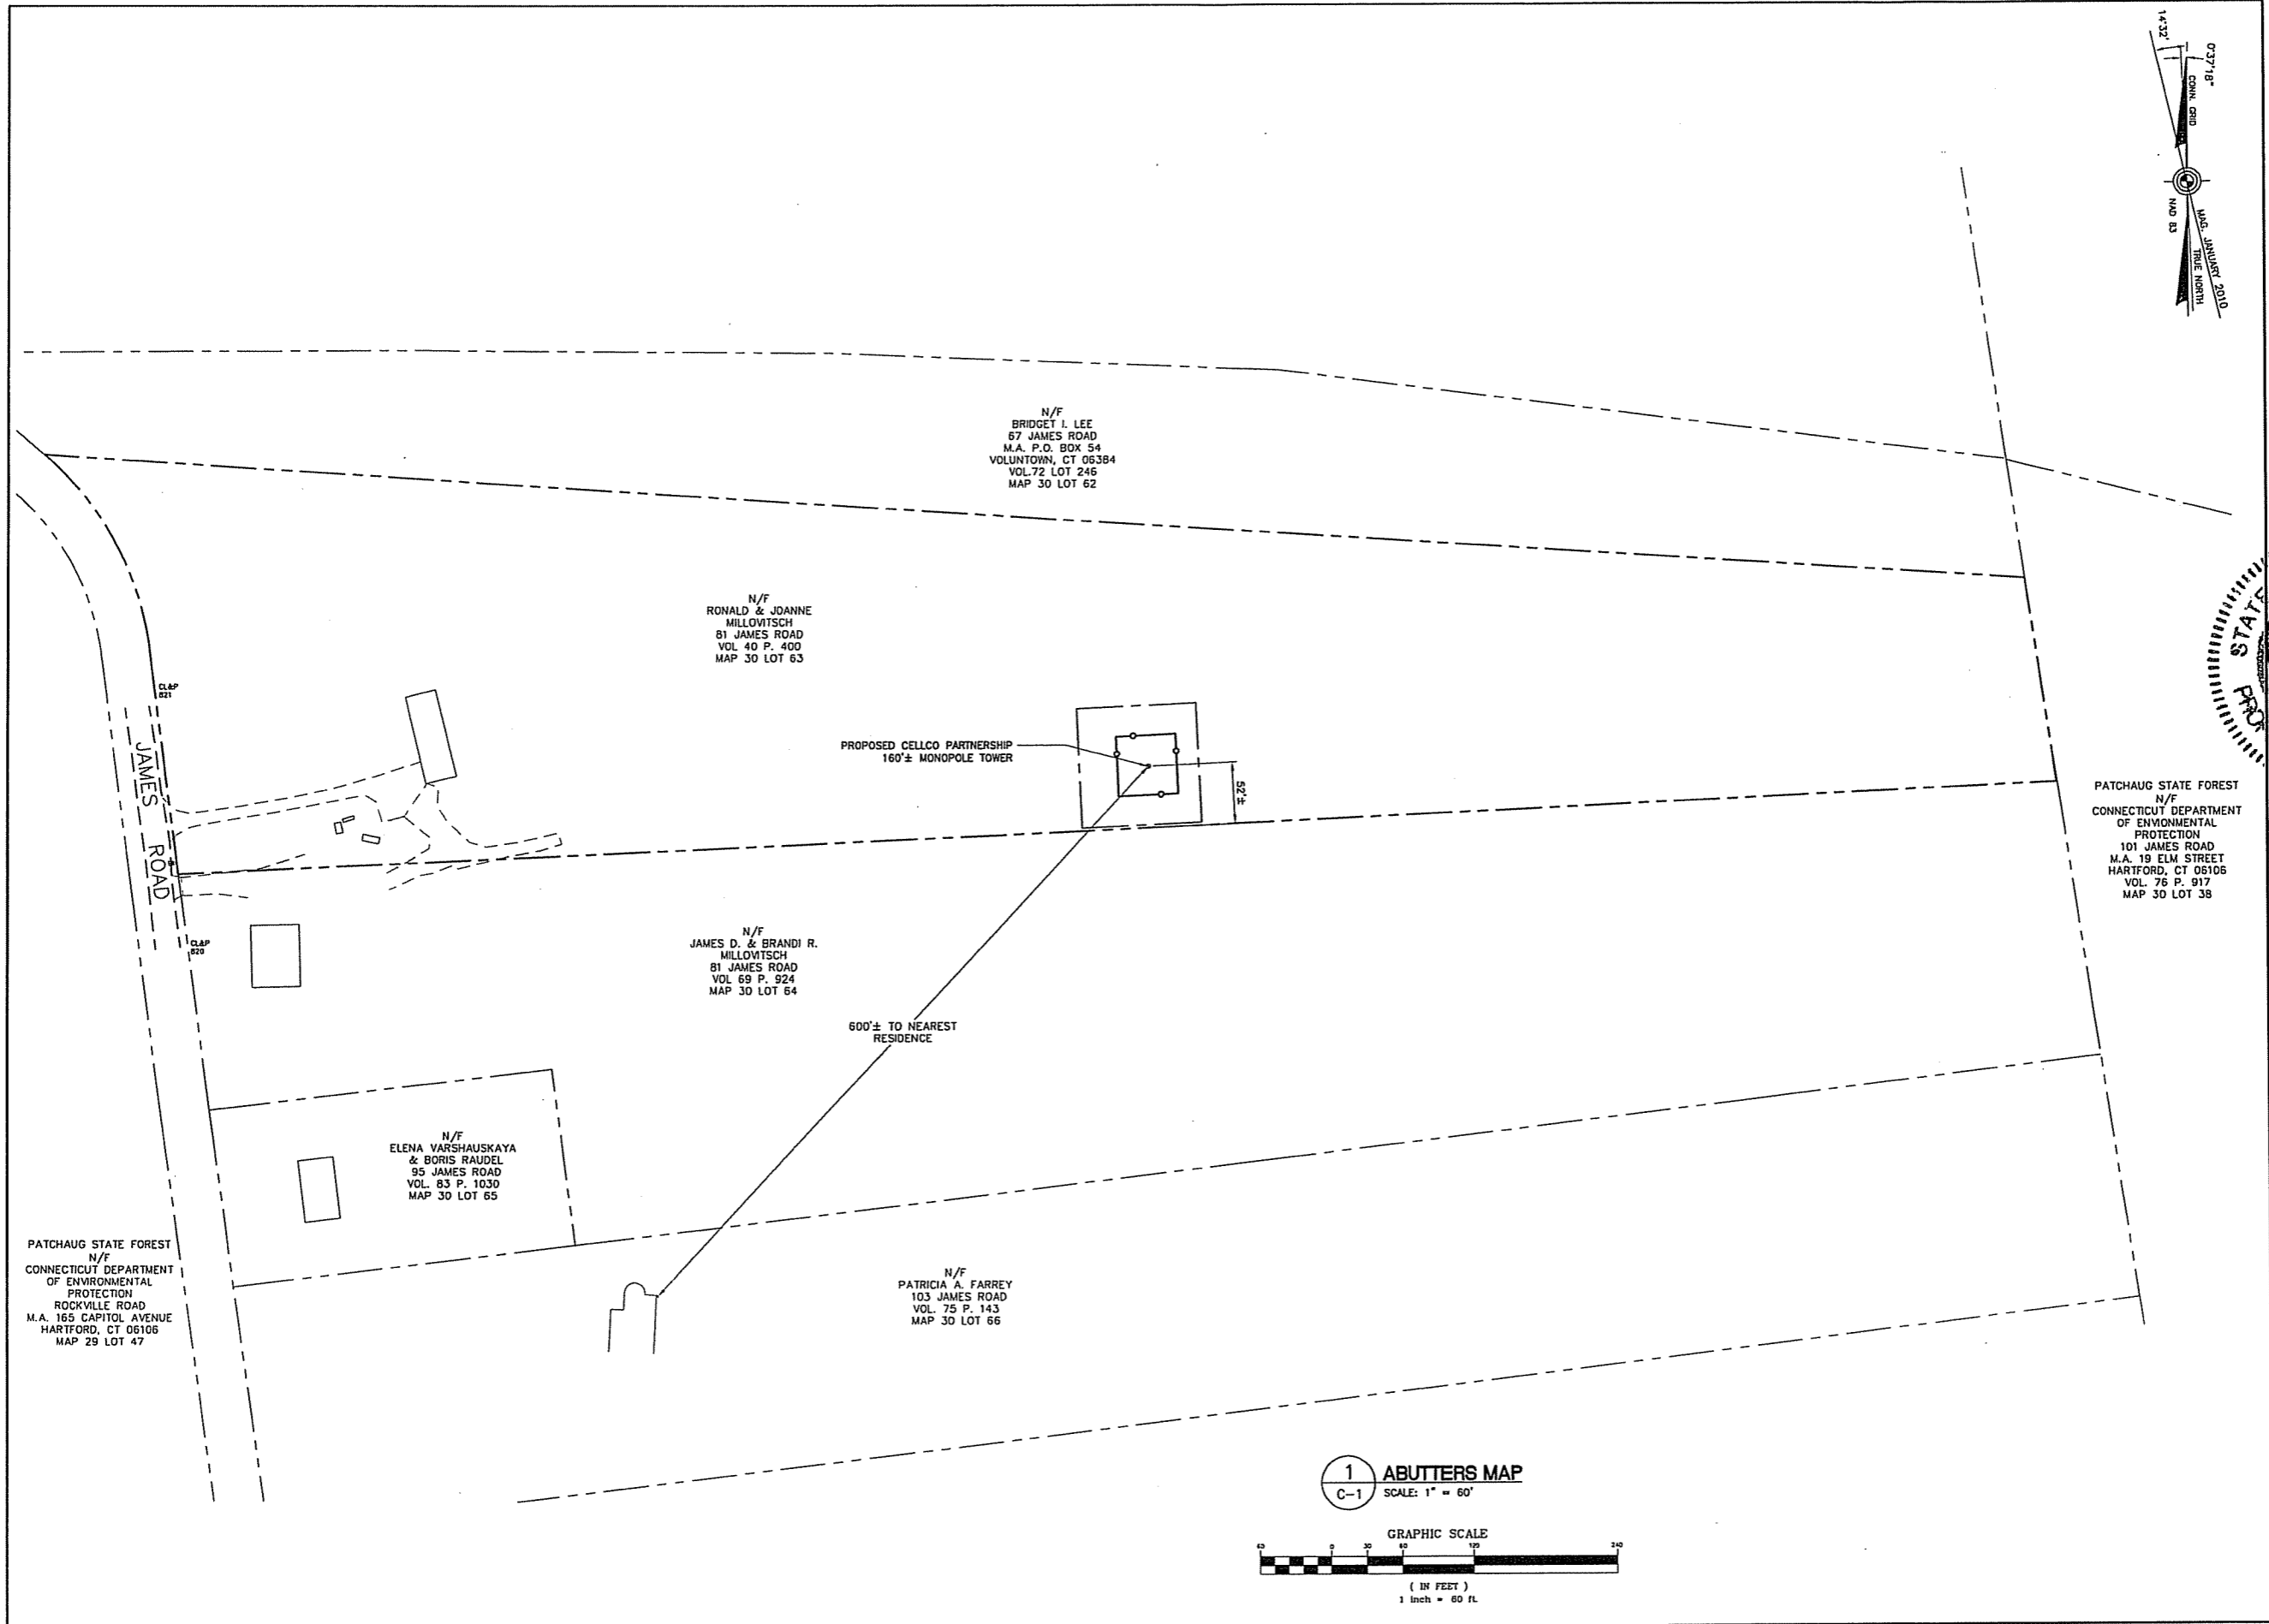 14°32'
0°37'18"
CONN. GRID
NAD 83
MAG. JANUARY 2010
TRUE NORTH
N/F
BRIDGET I. LEE
67 JAMES ROAD
M.A. P.O. BOX 54
VOLUNTOWN, CT 06384
VOL.72 LOT 246
MAP 30 LOT 62
N/F
RONALD & JOANNE
MILLOVITSCH
81 JAMES ROAD
VOL 40 P. 400
MAP 30 LOT 63
STATE
PRO
CL&P
821
JAMES ROAD
PROPOSED CELLCO PARTNERSHIP
160'± MONOPOLE TOWER
52'±
PATCHAUG STATE FOREST
N/F
CONNECTICUT DEPARTMENT
OF ENVIONMENTAL
PROTECTION
101 JAMES ROAD
M.A. 19 ELM STREET
HARTFORD, CT 06106
VOL. 76 P. 917
MAP 30 LOT 38
CL&P
820
N/F
JAMES D. & BRANDI R.
MILLOVITSCH
81 JAMES ROAD
VOL 69 P. 924
MAP 30 LOT 64
600'± TO NEAREST
RESIDENCE
N/F
ELENA VARSHAUSKAYA
& BORIS RAUDEL
95 JAMES ROAD
VOL. 83 P. 1030
MAP 30 LOT 65
PATCHAUG STATE FOREST
N/F
CONNECTICUT DEPARTMENT
OF ENVIRONMENTAL
PROTECTION
ROCKVILLE ROAD
M.A. 165 CAPITOL AVENUE
HARTFORD, CT 06106
MAP 29 LOT 47
N/F
PATRICIA A. FARREY
103 JAMES ROAD
VOL. 75 P. 143
MAP 30 LOT 66
1
C-1
ABUTTERS MAP
SCALE: 1" = 60'
GRAPHIC SCALE
60 0 30 60 120 240
( IN FEET )
1 inch = 60 ft.